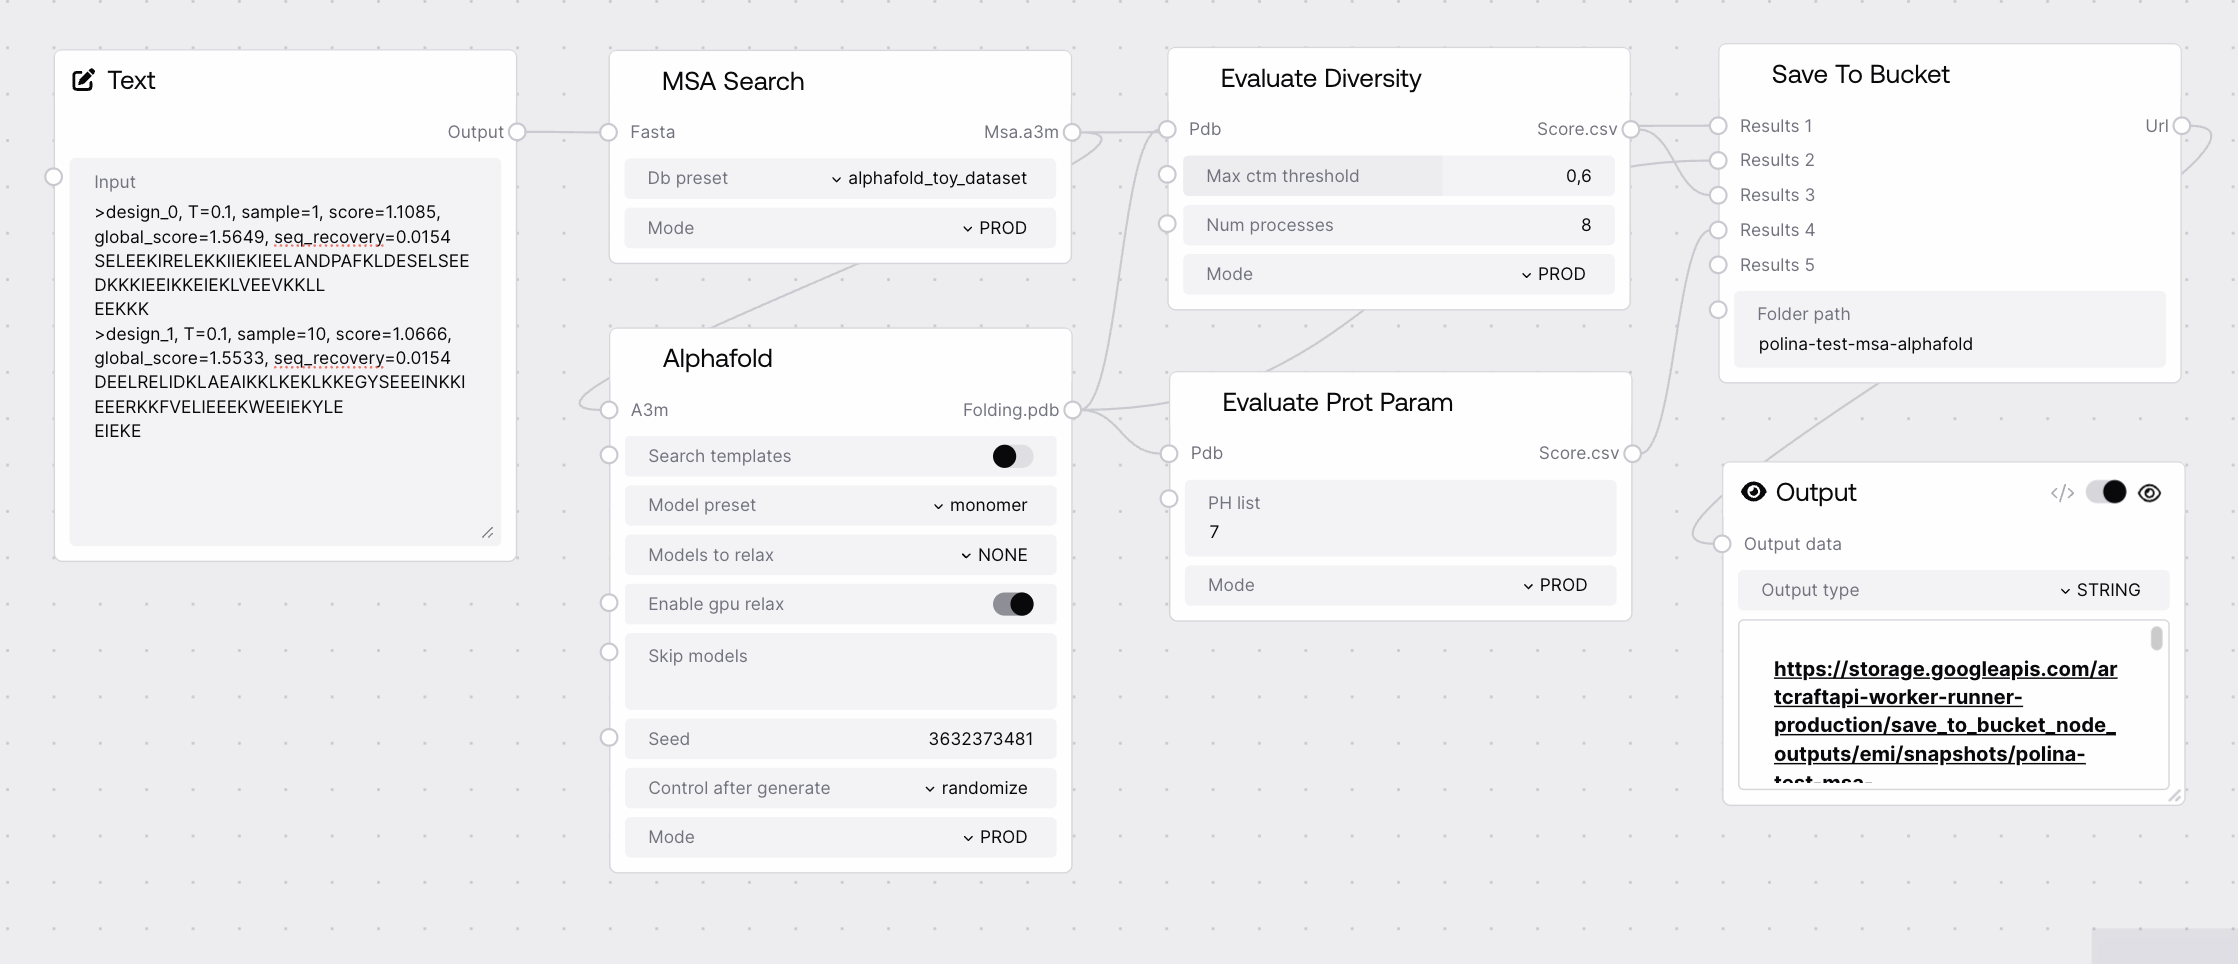 Text
Output
Input
>design_0, T=0.1, sample=1, score=1.1085,
global_score=1.5649, seq_recovery=0.0154
SELEEKIRELEKKIIEKIEELANDPAFKLDESELSEE
DKKKIEEIKKEIEKLVEEVKKLL
EEKKK
>design_1, T=0.1, sample=10, score=1.0666,
global_score=1.5533, seq_recovery=0.0154
DEELRELIDKLAEAIKKLKEKLKKEGYSEEEINKKI
EEERKKFVELIEEEKWEEIEKYLE
EIEKE
MSA Search
Fasta
Msa.a3m
Db preset
alphafold_toy_dataset
Mode
PROD
Alphafold
A3m
Folding.pdb
Search templates
Model preset
monomer
Models to relax
NONE
Enable gpu relax
Skip models
Seed
3632373481
Control after generate
randomize
Mode
PROD
Evaluate Diversity
Pdb
Score.csv
Max ctm threshold
0,6
Num processes
8
Mode
PROD
Evaluate Prot Param
Pdb
Score.csv
PH list
7
Mode
PROD
Save To Bucket
Results 1
Url
Results 2
Results 3
Results 4
Results 5
Folder path
polina-test-msa-alphafold
Output
</>
Output data
Output type
STRING
https://storage.googleapis.com/ar
tcraftapi-worker-runner-
production/save_to_bucket_node_
outputs/emi/snapshots/polina-
test-msa-